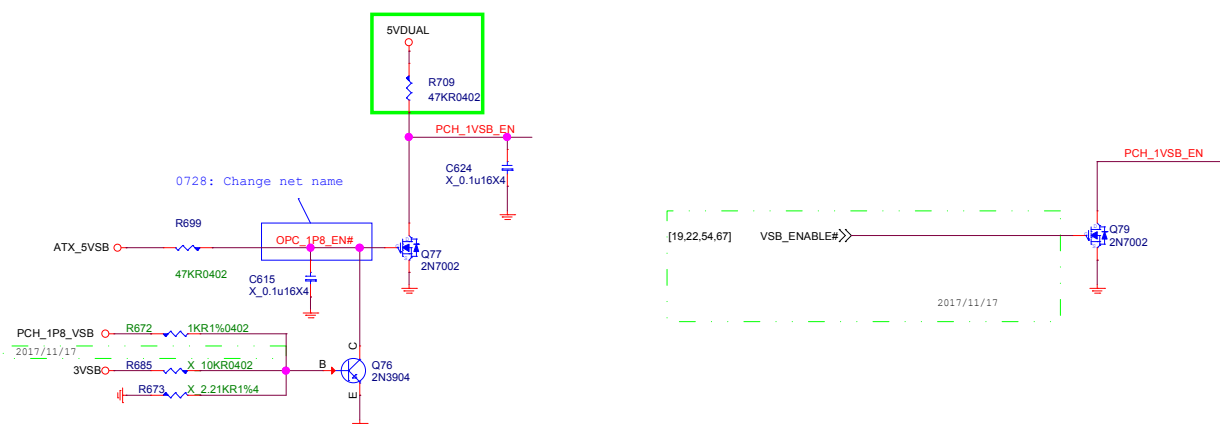 5VDUAL
R709
47KR0402
PCH_1VSB_EN
C624
X_0.1u16X4
0728: Change net name
R699
OPC_1P8_EN#
ATX_5VSB
47KR0402
Q77
2N7002
C615
X_0.1u16X4
PCH_1P8_VSB
R672
1KR1%0402
2017/11/17
3VSB
R685
X_10KR0402
R673
X_2.21KR1%4
B
C
E
Q76
2N3904
PCH_1VSB_EN
[19,22,54,67]
VSB_ENABLE#
Q79
2N7002
2017/11/17